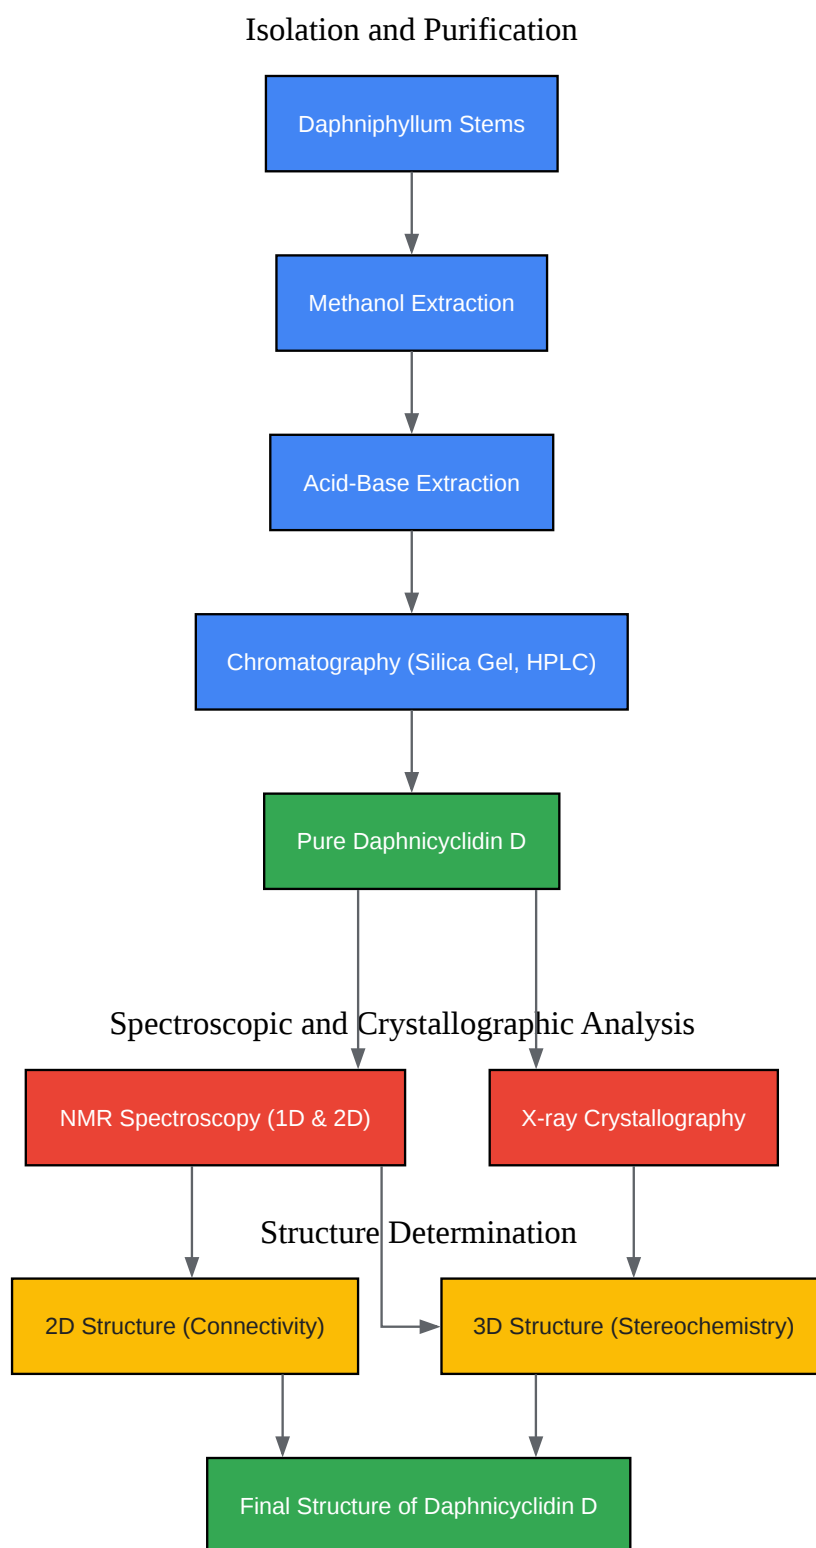 Isolation and Purification
Daphniphyllum Stems
Methanol Extraction
Acid-Base Extraction
Chromatography (Silica Gel, HPLC)
Pure Daphnicyclidin D
Spectroscopic and Crystallographic Analysis
NMR Spectroscopy (1D & 2D)
X-ray Crystallography
Structure Determination
2D Structure (Connectivity)
3D Structure (Stereochemistry)
Final Structure of Daphnicyclidin D